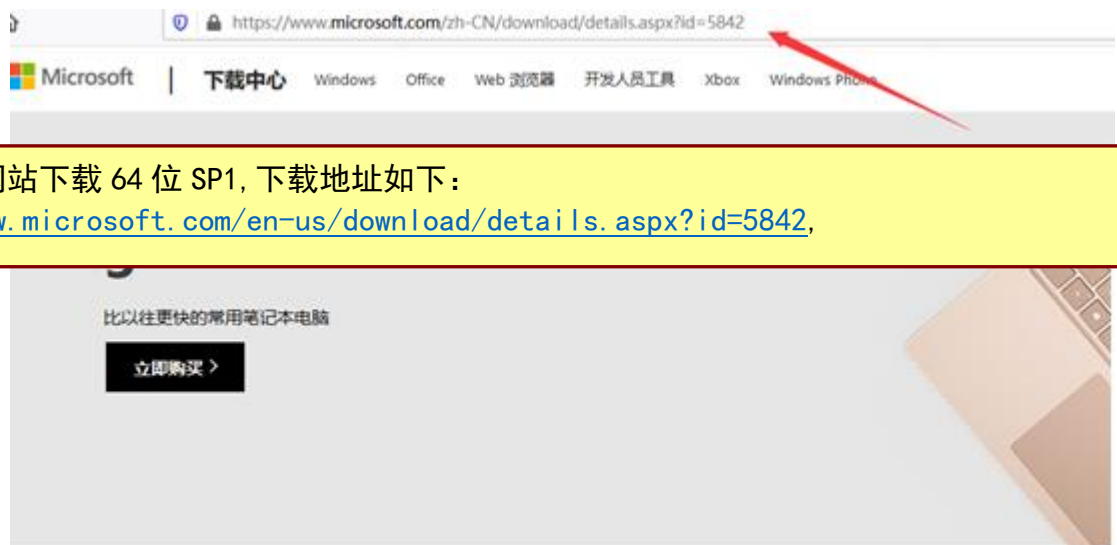 https://www.microsoft.com/zh-CN/download/details.aspx?id=5842
Microsoft | 下载中心 Windows Office Web 浏览器 开发人员工具 Xbox Windows Phone
站下载 64 位 SP1,下载地址如下:
w.microsoft.com/en-us/download/details.aspx?id=5842,
比以往更快的常用笔记本电脑
立即购买 >